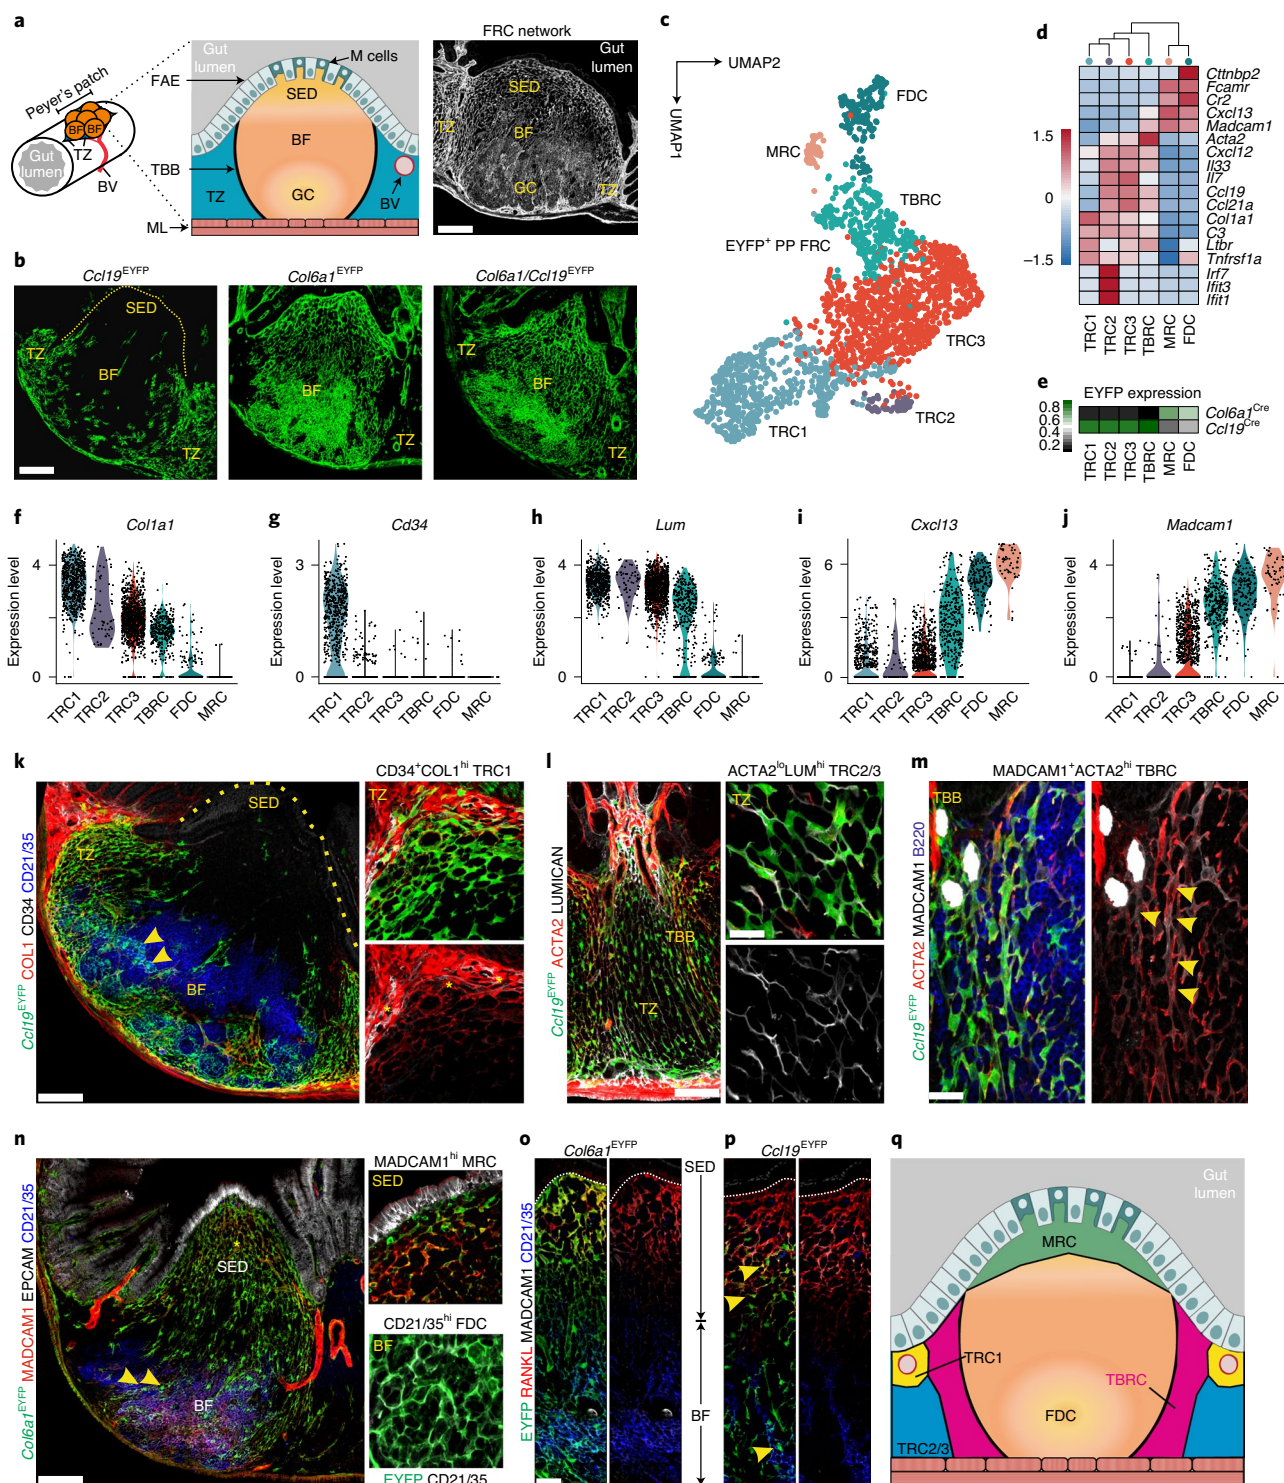 a
Peyer's patch
BF
BF
TZ
Gut lumen
BV
FAE
TBB
ML
Gut lumen
M cells
SED
BF
GC
TZ
BV
FRC network
Gut lumen
SED
TZ
BF
GC
TZ
b
Ccl19EYFP
Col6a1EYFP
Col6a1/Ccl19EYFP
SED
TZ
BF
TZ
BF
TZ
TZ
BF
TZ
c
UMAP2
UMAP1
FDC
MRC
TBRC
EYFP+ PP FRC
TRC3
TRC2
TRC1
d
1.5
−1.5
Cttnbp2
Fcamr
Cr2
Cxcl13
Madcam1
Acta2
Cxcl12
Il33
Il7
Ccl19
Ccl21a
Col1a1
C3
Ltbr
Tnfrsf1a
Irf7
Ifit3
Ifit1
TRC1 TRC2 TRC3 TBRC MRC FDC
e
EYFP expression
0.8
0.6
0.4
0.2
Col6a1Cre
Ccl19Cre
TRC1 TRC2 TRC3 TBRC MRC FDC
f
Col1a1
Expression level
4
0
TRC1 TRC2 TRC3 TBRC FDC MRC
g
Cd34
Expression level
3
0
TRC1 TRC2 TRC3 TBRC FDC MRC
h
Lum
Expression level
4
0
TRC1 TRC2 TRC3 TBRC FDC MRC
i
Cxcl13
Expression level
6
0
TRC1 TRC2 TRC3 TBRC FDC MRC
j
Madcam1
Expression level
4
0
TRC1 TRC2 TRC3 TBRC FDC MRC
k
Ccl19EYFP COL1 CD34 CD21/35
SED
TZ
BF
CD34+COL1hi TRC1
TZ
*
*
*
l
Ccl19EYFP ACTA2 LUMICAN
TBB
TZ
ACTA2loLUMhi TRC2/3
TZ
m
MADCAM1+ACTA2hi TBRC
Ccl19EYFP ACTA2 MADCAM1 B220
TBB
n
Col6a1EYFP MADCAM1 EPCAM CD21/35
*
SED
BF
MADCAM1hi MRC
SED
CD21/35hi FDC
BF
EYFP CD21/35
o
Col6a1EYFP
EYFP RANKL MADCAM1 CD21/35
SED
BF
p
Ccl19EYFP
q
Gut lumen
MRC
TRC1
TBRC
FDC
TRC2/3